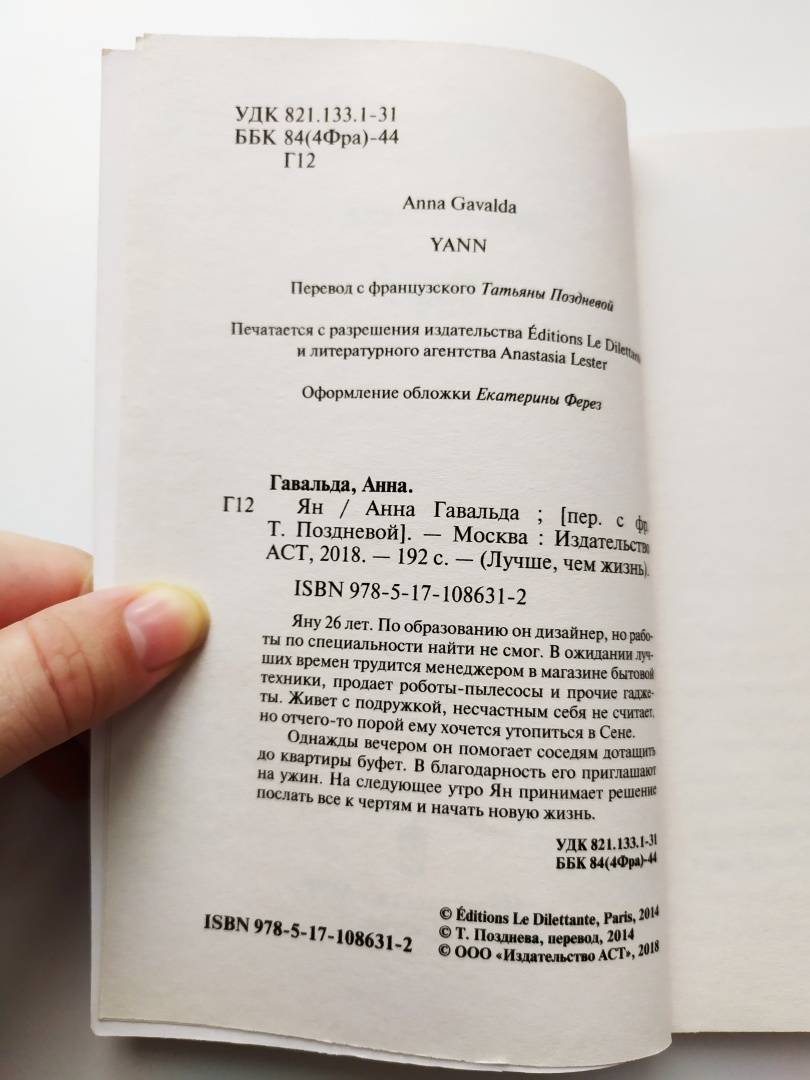 УДК 821.133.1-31
ББК 84(4Фра)-44
Г12
Anna Gavalda
YANN
Перевод с французского Татьяны Поздневой
Печатается с разрешения издательства Éditions Le Dilettante
и литературного агентства Anastasia Lester
Оформление обложки Екатерины Ферез
Гавальда, Анна.
Г12 Ян / Анна Гавальда ; [пер. с фр.
Т. Поздневой]. — Москва : Издательство
АСТ, 2018. — 192 с. — (Лучше, чем жизнь).
ISBN 978-5-17-108631-2
Яну 26 лет. По образованию он дизайнер, но рабо-
ты по специальности найти не смог. В ожидании луч-
ших времен трудится менеджером в магазине бытовой
техники, продает роботы-пылесосы и прочие гадже-
ты. Живет с подружкой, несчастным себя не считает,
но отчего-то порой ему хочется утопиться в Сене.
Однажды вечером он помогает соседям дотащить
до квартиры буфет. В благодарность его приглашают
на ужин. На следующее утро Ян принимает решение
послать все к чертям и начать новую жизнь.
УДК 821.133.1-31
ББК 84(4Фра)-44
© Éditions Le Dilettante, Paris, 2014
© Т. Позднева, перевод, 2014
ISBN 978-5-17-108631-2 © ООО «Издательство АСТ», 2018